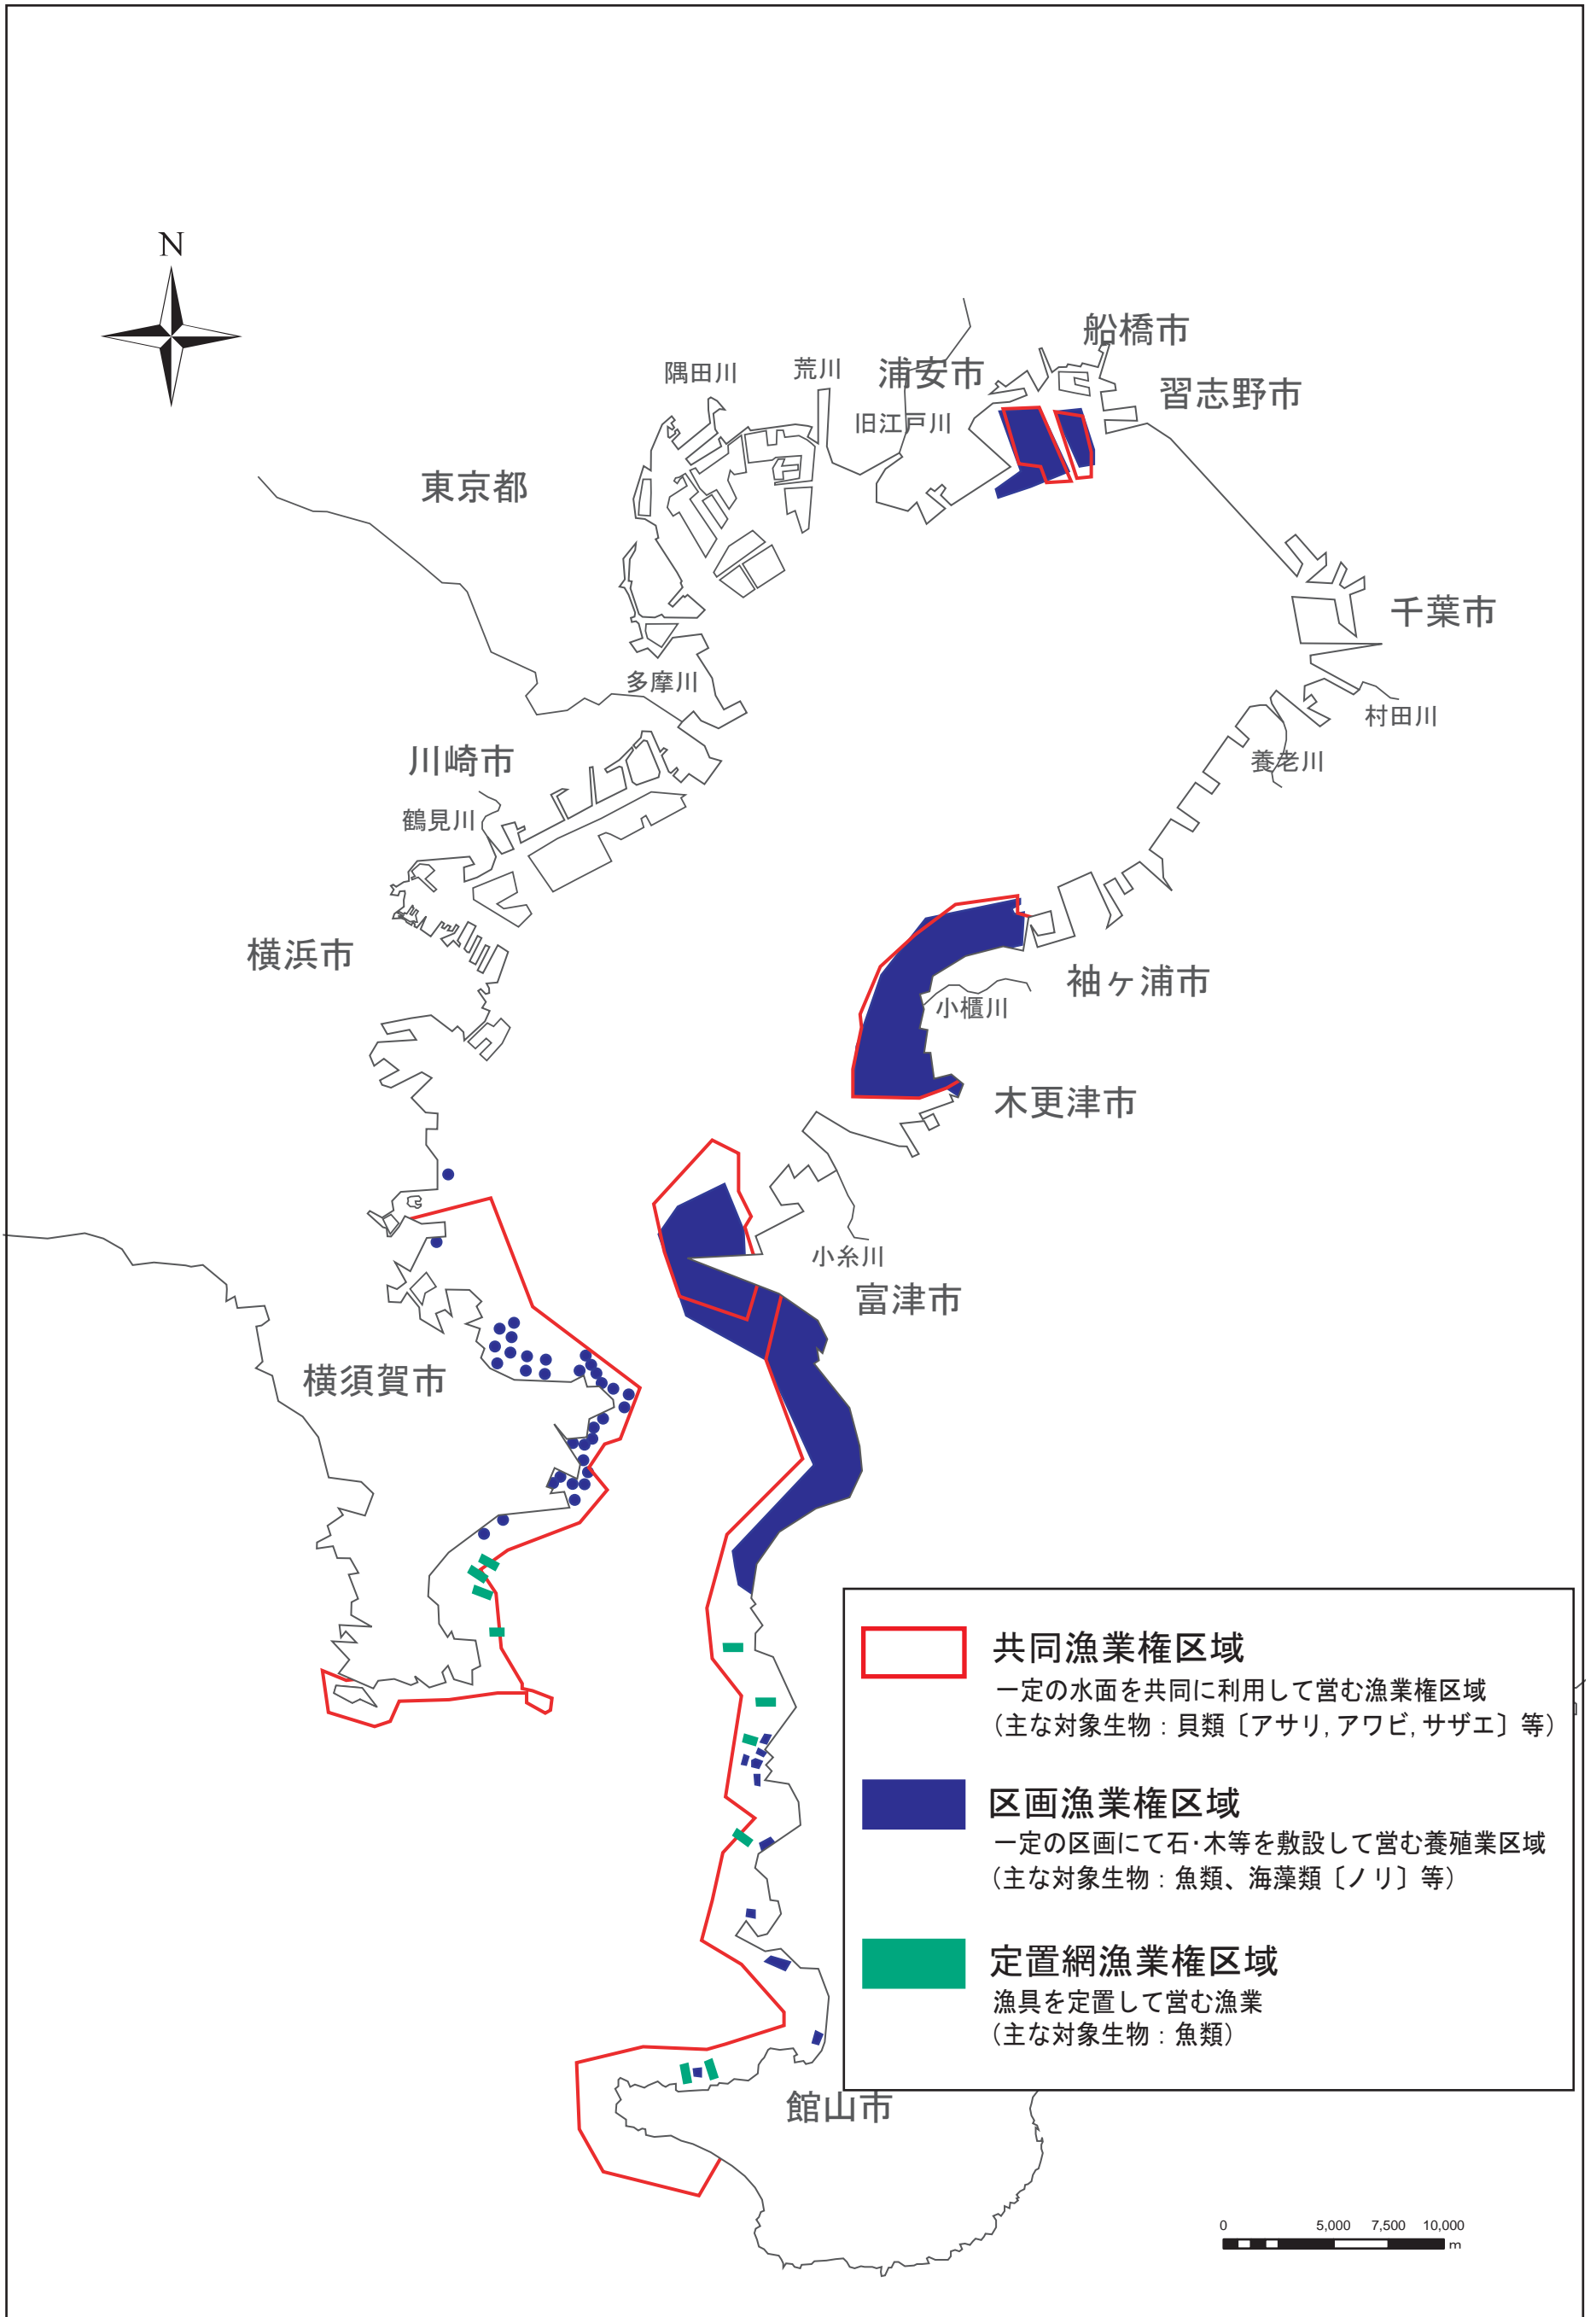 N
船橋市
隅田川
荒川
浦安市
習志野市
旧江戸川
東京都
千葉市
多摩川
村田川
川崎市
養老川
鶴見川
横浜市
袖ヶ浦市
小櫃川
木更津市
小糸川
富津市
横須賀市
共同漁業権区域
一定の水面を共同に利用して営む漁業権区域
（主な対象生物：貝類〔アサリ,アワビ,サザエ〕等）
区画漁業権区域
一定の区画にて石・木等を敷設して営む養殖業区域
（主な対象生物：魚類、海藻類〔ノリ〕等）
定置網漁業権区域
漁具を定置して営む漁業
（主な対象生物：魚類）
館山市
0 5,000 7,500 10,000
m